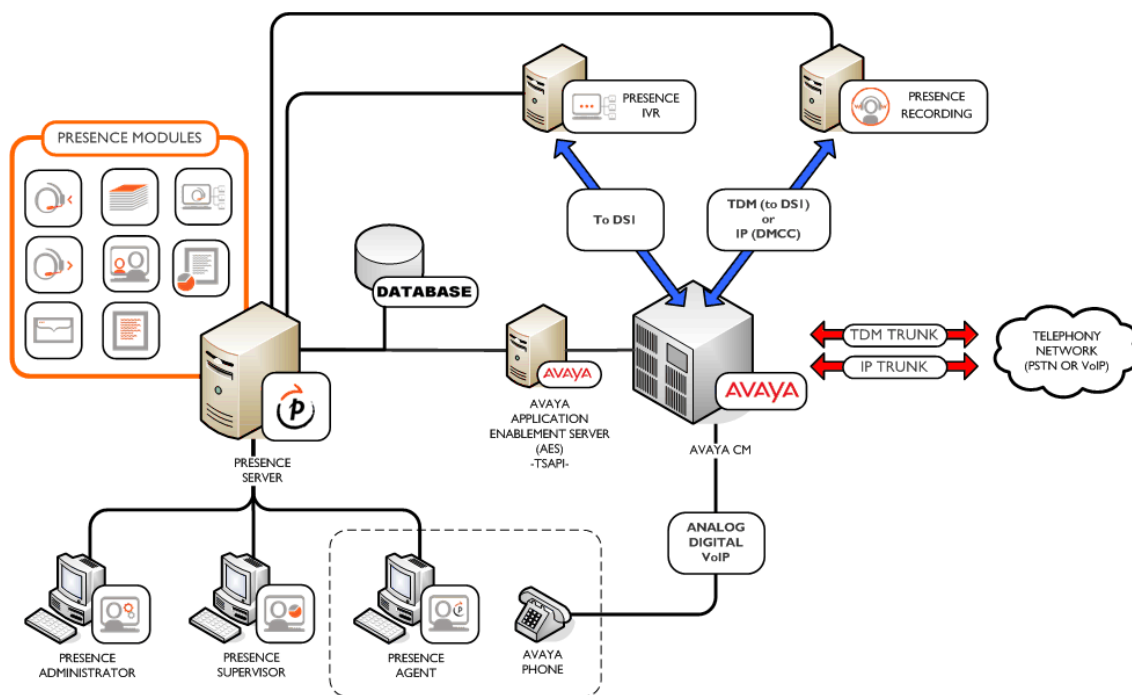 PRESENCE
IVR
PRESENCE
RECORDING
PRESENCE MODULES
To DSI
TDM (to DSI)
or
IP (DMCC)
DATABASE
AVAYA
AVAYA
APPLICATION
ENABLEMENT SERVER
(AES)
-TSAPI-
AVAYA
AVAYA CM
TDM TRUNK
IP TRUNK
TELEPHONY
NETWORK
(PSTN OR VoIP)
p
PRESENCE
SERVER
ANALOG
DIGITAL
VoIP
PRESENCE
ADMINISTRATOR
PRESENCE
SUPERVISOR
p
PRESENCE
AGENT
AVAYA
PHONE